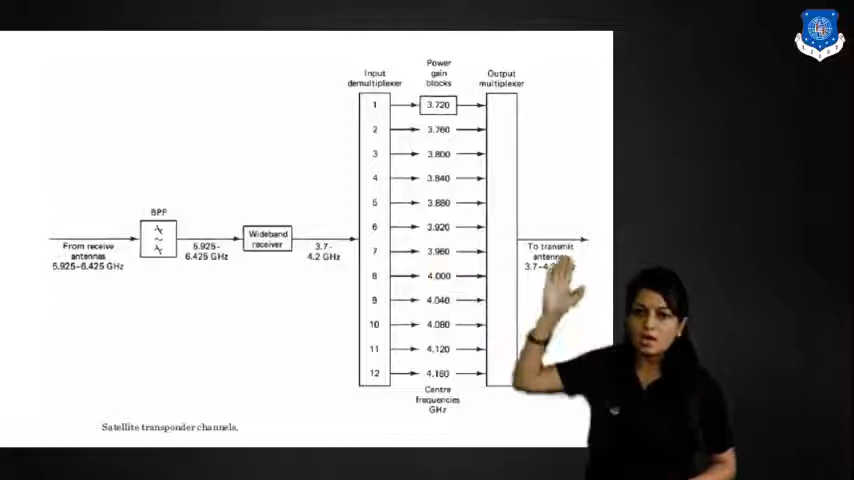 Power
gain
blocks
Input
demultiplexer
Output
multiplexer
1
3.720
2
3.760
3
3.800
4
3.840
5
3.880
6
3.920
7
3.960
8
4.000
9
4.040
10
4.080
11
4.120
12
4.160
BPF
From receive
antennas
5.925-6.425 GHz
5.925-
6.425 GHz
Wideband
receiver
3.7-
4.2 GHz
To transmit
3.7-4.
Centre
frequencies
GHz
Satellite transponder channels.